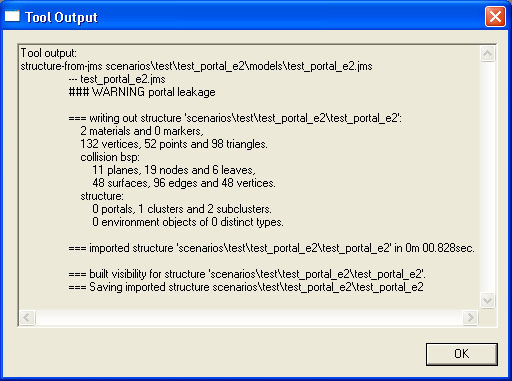 Tool Output
Tool output:
structure-from-jms scenarios\test\test_portal_e2\models\test_portal_e2.jms
--- test_portal_e2.jms
### WARNING portal leakage
=== writing out structure 'scenarios\test\test_portal_e2\test_portal_e2':
2 materials and 0 markers,
132 vertices, 52 points and 98 triangles.
collision bsp:
11 planes, 19 nodes and 6 leaves,
48 surfaces, 96 edges and 48 vertices.
structure:
0 portals, 1 clusters and 2 subclusters.
0 environment objects of 0 distinct types.
=== imported structure 'scenarios\test\test_portal_e2\test_portal_e2' in 0m 00.828sec.
=== built visibility for structure 'scenarios\test\test_portal_e2\test_portal_e2'.
=== Saving imported structure scenarios\test\test_portal_e2\test_portal_e2
OK